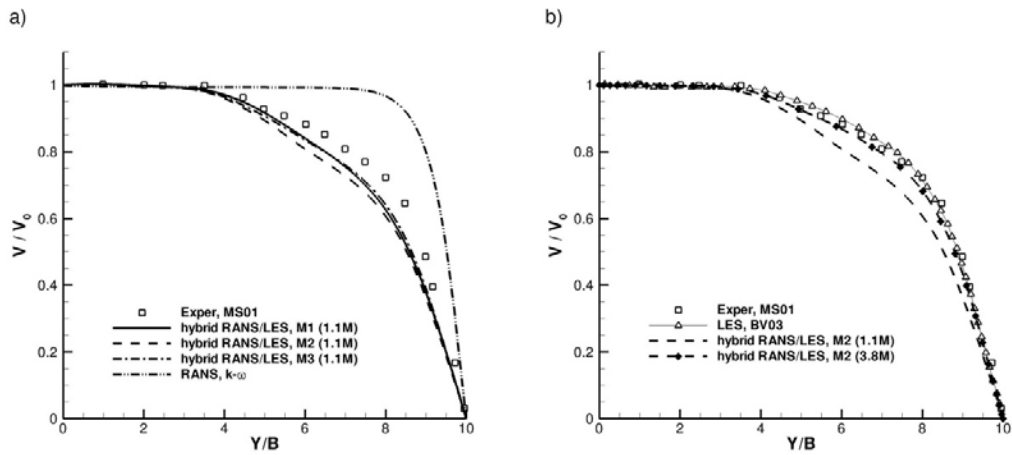 a)
1
0.8
0.6
0.4
0.2
0
V / V₀
0
2
4
6
8
10
Y/B
Exper, MS01
hybrid RANS/LES, M1 (1.1M)
hybrid RANS/LES, M2 (1.1M)
hybrid RANS/LES, M3 (1.1M)
RANS, k-ω
b)
1
0.8
0.6
0.4
0.2
0
V / V₀
0
2
4
6
8
10
Y/B
Exper, MS01
LES, BV03
hybrid RANS/LES, M2 (1.1M)
hybrid RANS/LES, M2 (3.8M)